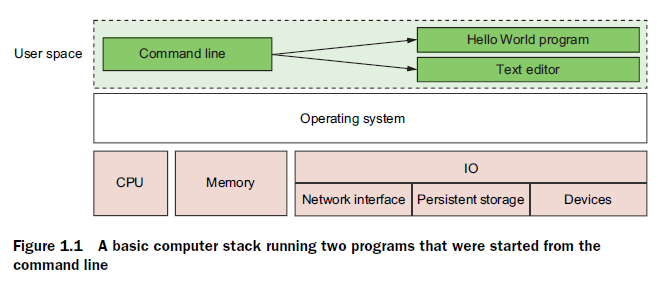 Hello World program
User space
Command line
Text editor
Operating system
CPU
Memory
IO
Network interface
Persistent storage
Devices
Figure 1.1 A basic computer stack running two programs that were started from the
command line